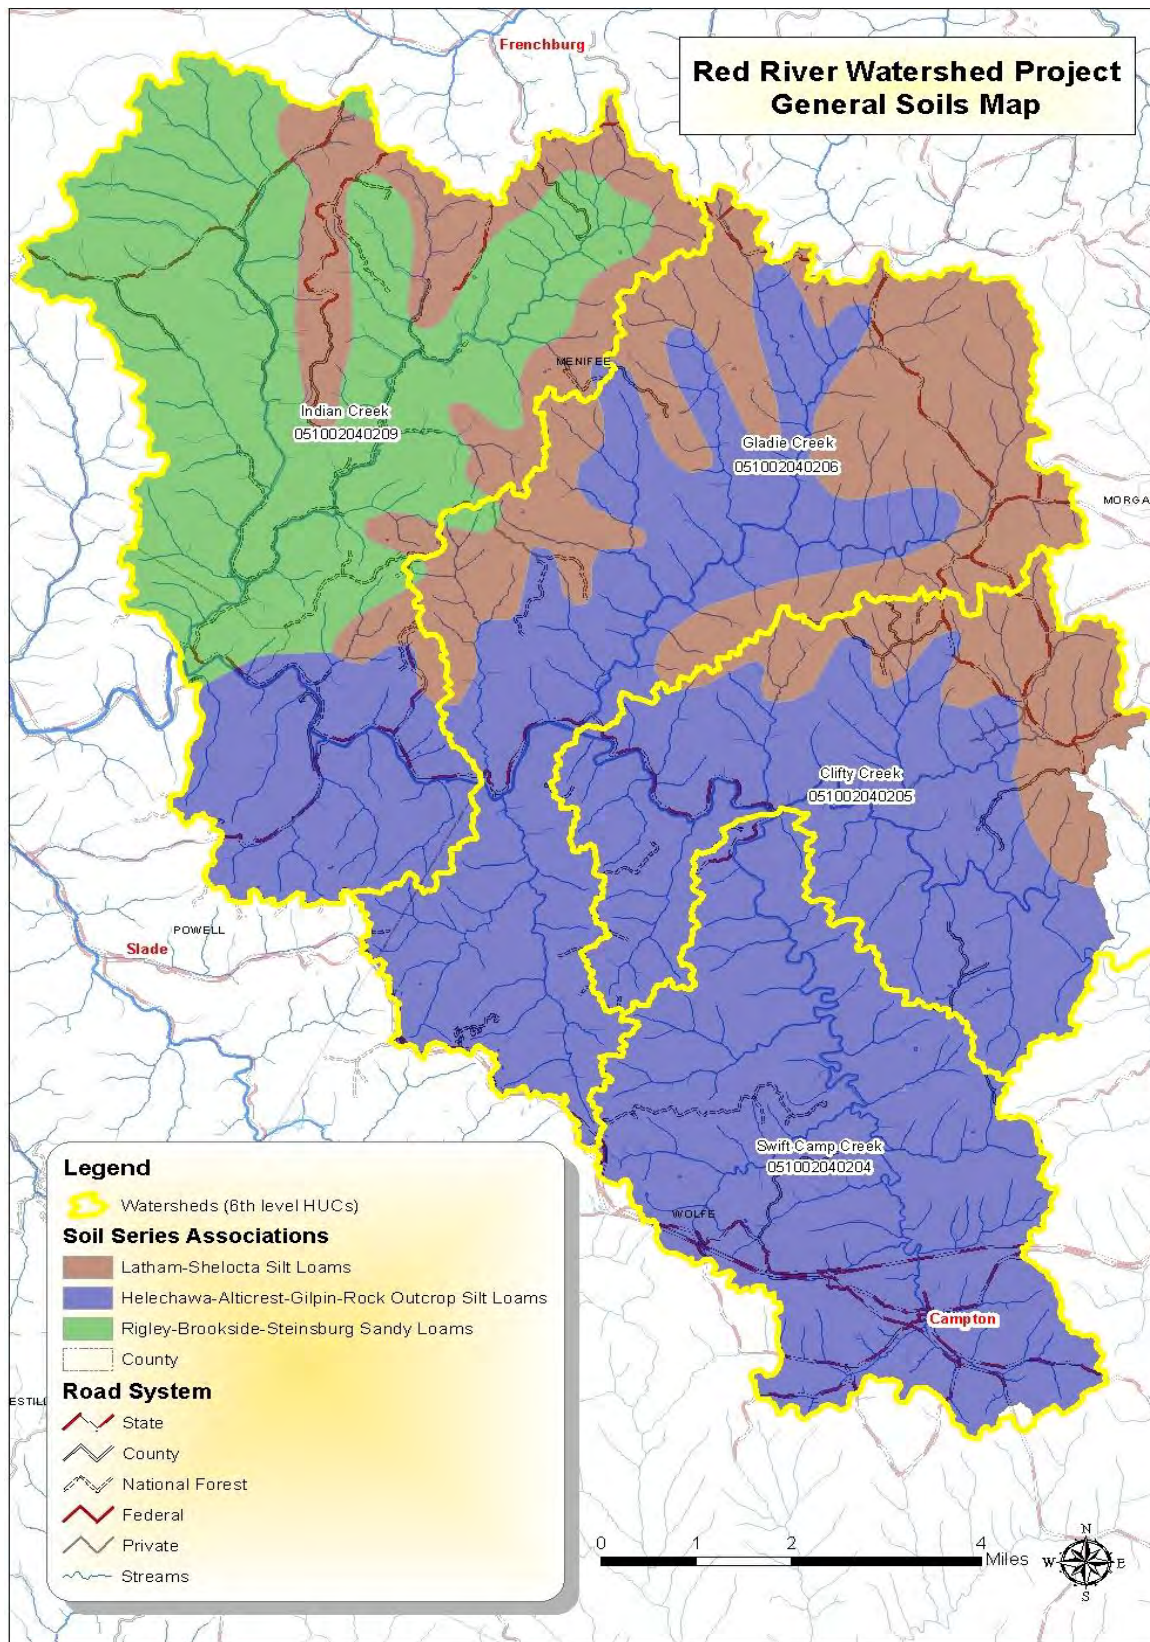 Frenchburg
Red River Watershed Project
General Soils Map
MENIFEE
Indian Creek
051002040209
Gladie Creek
051002040206
MORGA
Clifty Creek
051002040205
POWELL
Slade
Swift Camp Creek
051002040204
WOLFE
Campton
Legend
Watersheds (6th level HUCs)
Soil Series Associations
Latham-Shelocta Silt Loams
Helechawa-Alticrest-Gilpin-Rock Outcrop Silt Loams
Rigley-Brookside-Steinsburg Sandy Loams
County
Road System
State
County
National Forest
Federal
Private
Streams
ESTILL
0 1 2 4 Miles
N
W E
S